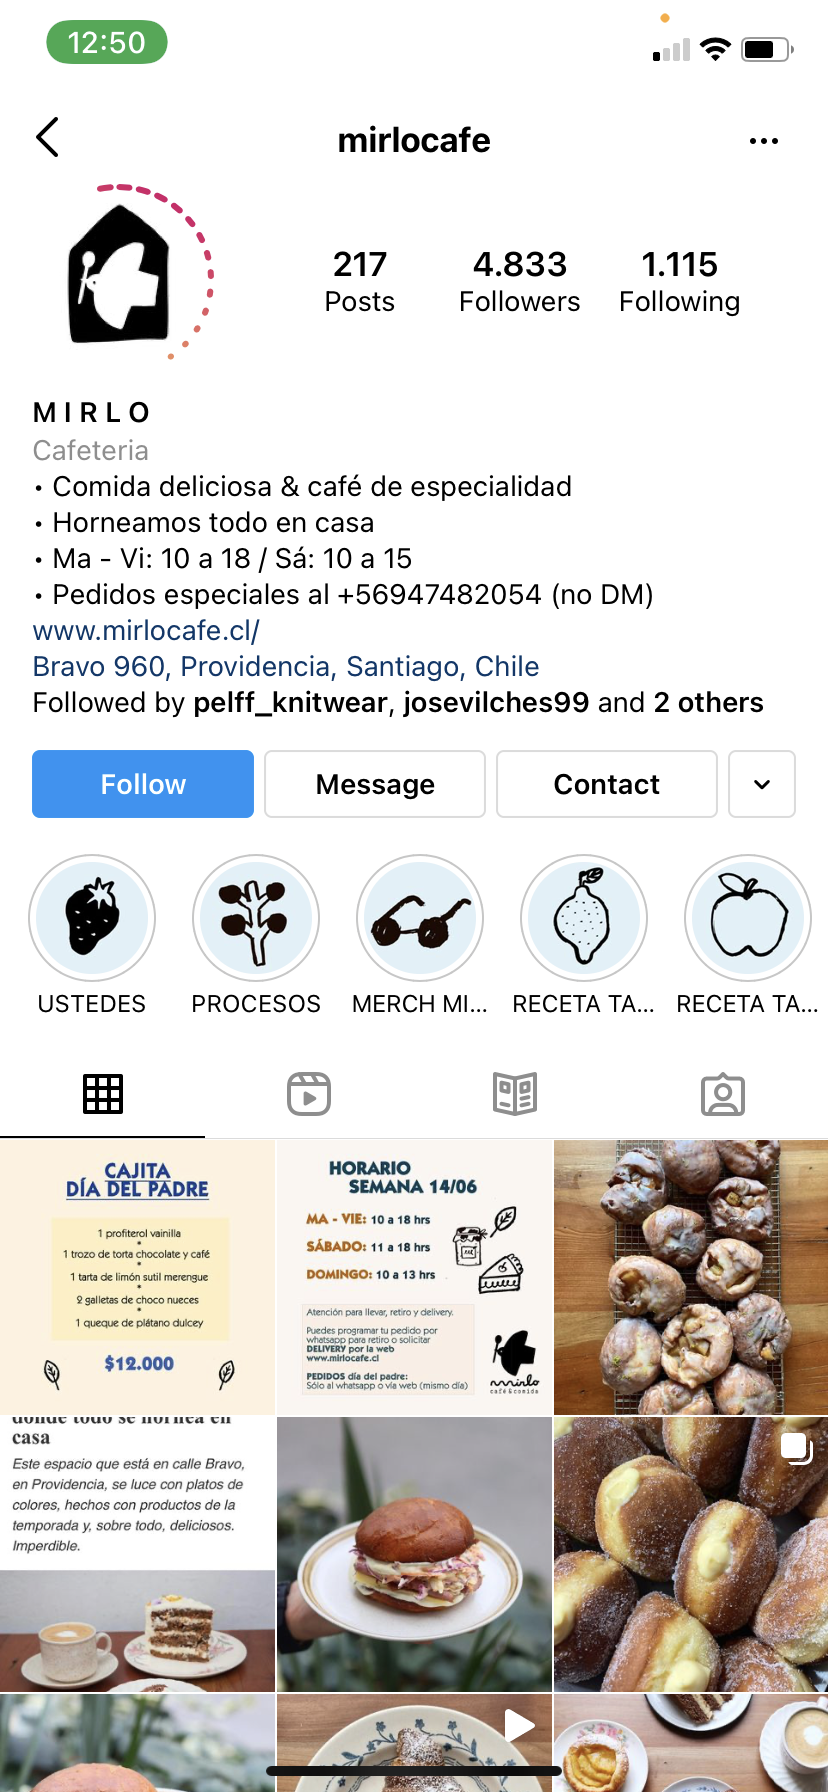 12:50
mirlocafe
217
Posts
4.833
Followers
1.115
Following
M I R L O
Cafeteria
• Comida deliciosa & café de especialidad
• Horneamos todo en casa
• Ma - Vi: 10 a 18 / Sá: 10 a 15
• Pedidos especiales al +56947482054 (no DM)
www.mirlocafe.cl/
Bravo 960, Providencia, Santiago, Chile
Followed by pelff_knitwear, josevilches99 and 2 others
Follow
Message
Contact
USTEDES
PROCESOS
MERCH MI...
RECETA TA...
RECETA TA...
CAJITA
DÍA DEL PADRE
1 profiterol vainilla
1 trozo de torta chocolate y café
1 tarta de limón sutil merengue
2 galletas de choco nueces
1 queque de plátano dulcey
$12.000
HORARIO
SEMANA 14/06
MA - VIE: 10 a 18 hrs
SÁBADO: 11 a 18 hrs
DOMINGO: 10 a 13 hrs
Atención para llevar, retiro y delivery.
Puedes programar tu pedido por
whatsapp para retiro o solicitar
DELIVERY por la web
www.mirlocafe.cl
PEDIDOS día del padre:
Sólo al whatsapp o vía web (mismo día)
mirlo
café & comida
donde todo se hornea en
casa
Este espacio que está en calle Bravo,
en Providencia, se luce con platos de
colores, hechos con productos de la
temporada y, sobre todo, deliciosos.
Imperdible.